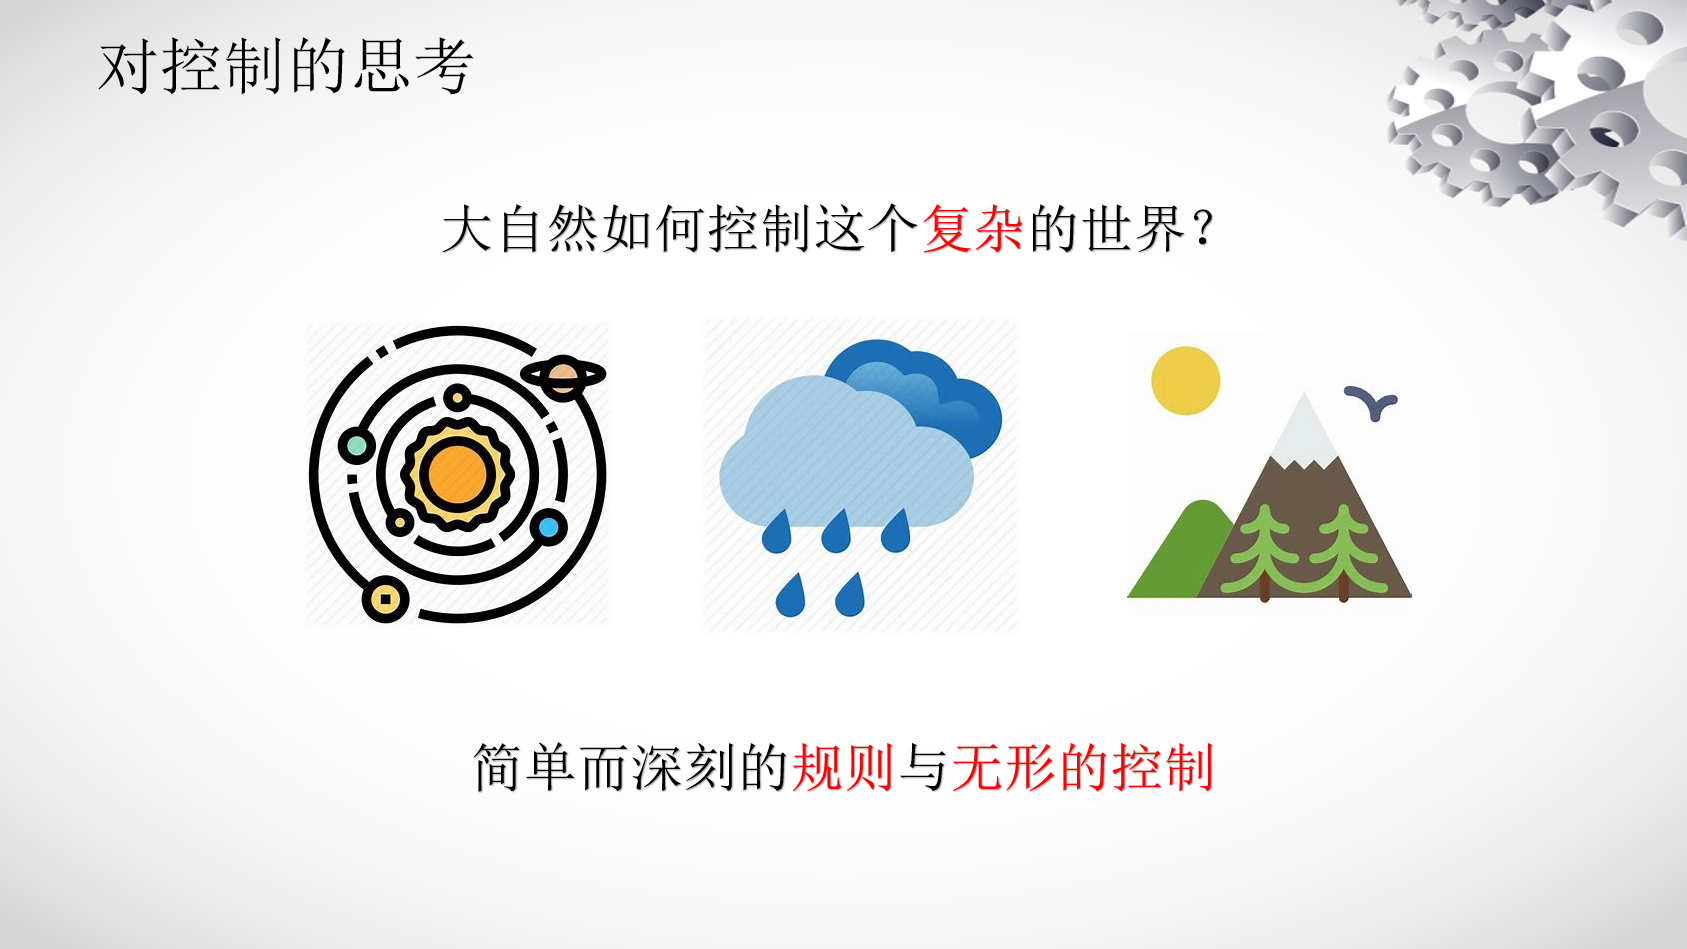 对控制的思考
大自然如何控制这个复杂的世界？
简单而深刻的规则与无形的控制